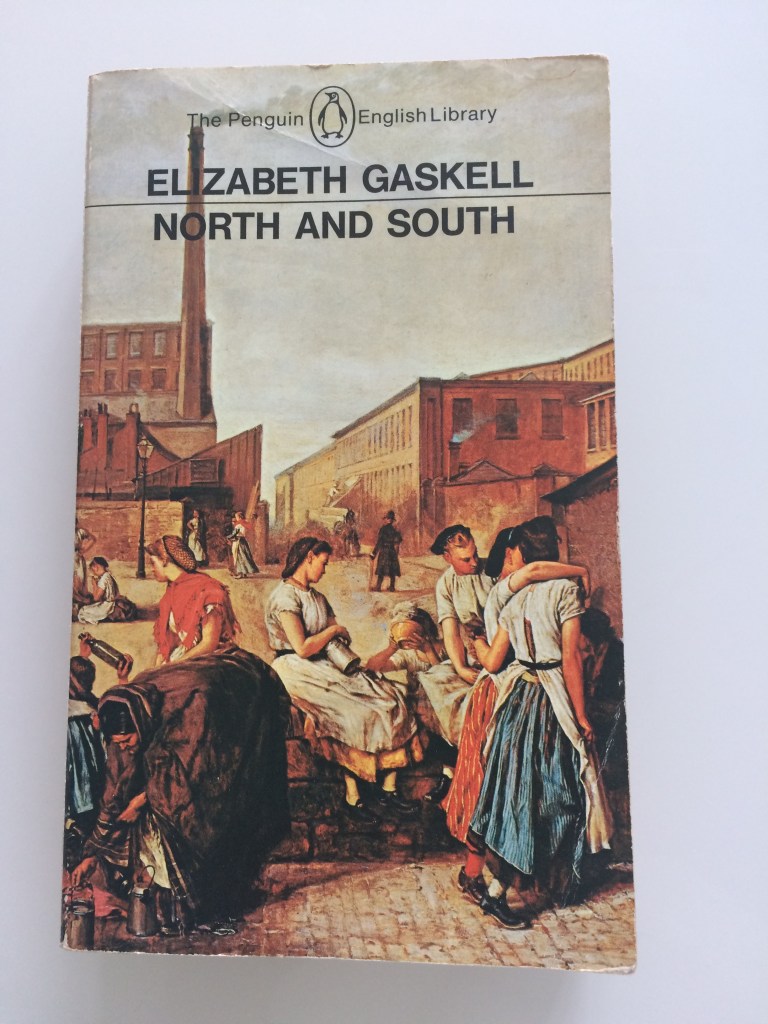 The Penguin English Library
ELIZABETH GASKELL
NORTH AND SOUTH